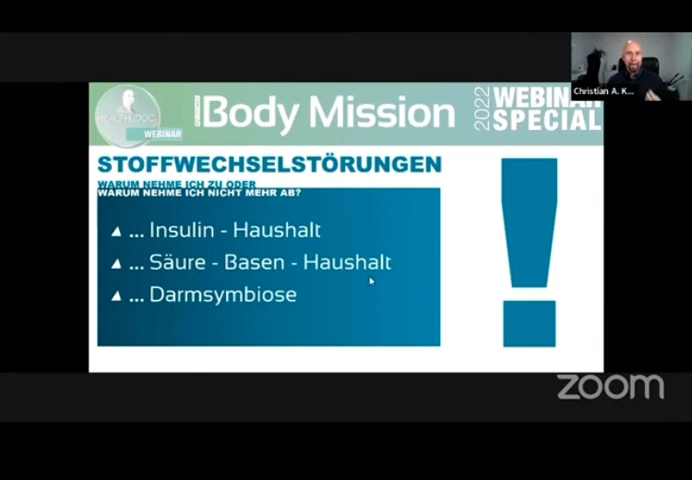 HEALTH DOC
WEBINAR
Body Mission
2022
WEBINAR
SPECIAL
Christian A. K...
STOFFWECHSELSTÖRUNGEN
WARUM NEHME ICH ZU ODER
WARUM NEHME ICH NICHT MEHR AB?
... Insulin - Haushalt
... Säure - Basen - Haushalt
... Darmsymbiose
!
zoom